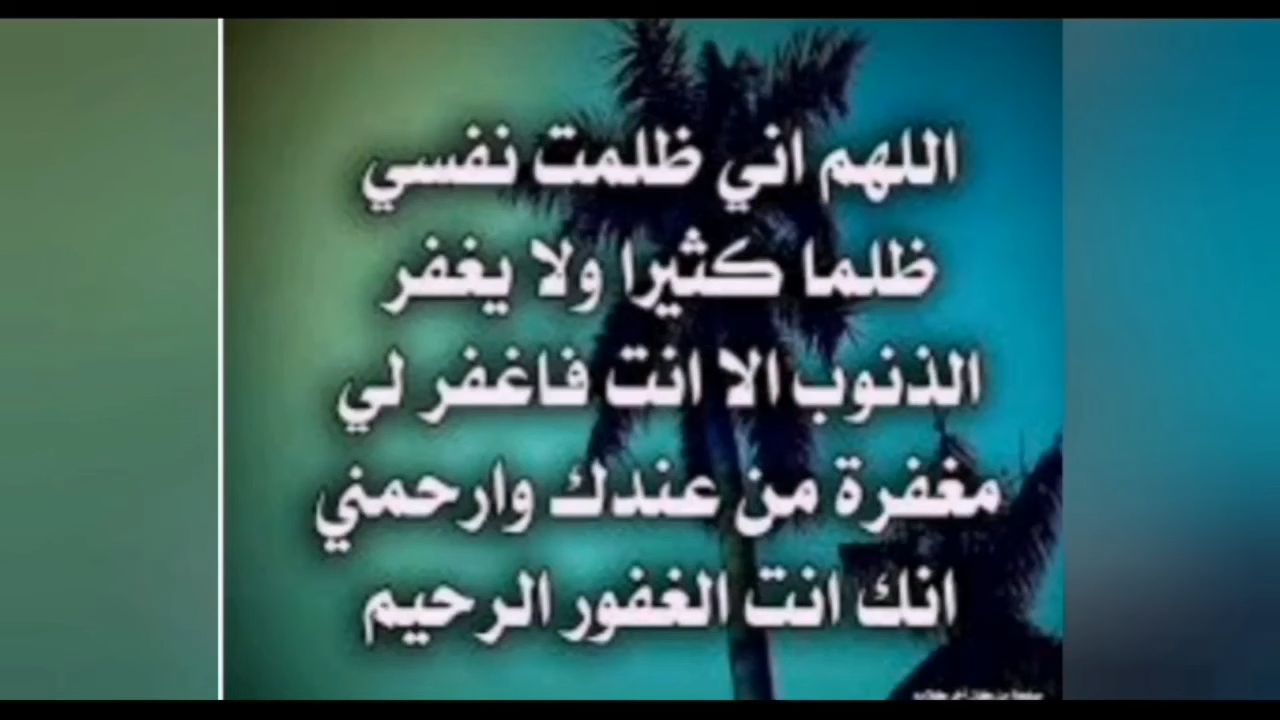 اللهم اني ظلمت نفسي
ظلما كثيرا ولا يغفر
الذنوب الا انت فاغفر لي
مغفرة من عندك وارحمني
انك انت الغفور الرحيم